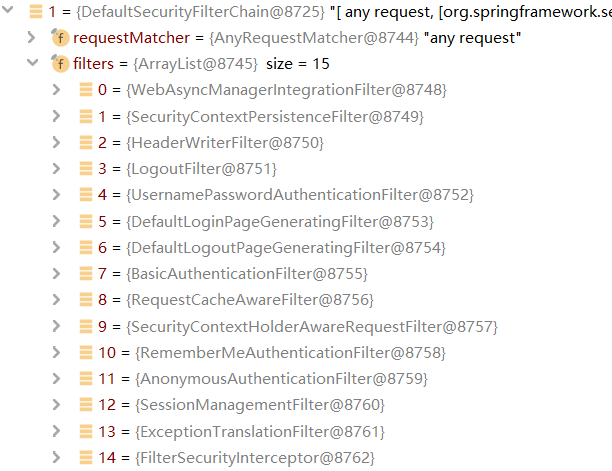 1 = {DefaultSecurityFilterChain@8725} "[ any request, [org.springframework.se
f requestMatcher = {AnyRequestMatcher@8744} "any request"
f filters = {ArrayList@8745} size = 15
0 = {WebAsyncManagerIntegrationFilter@8748}
1 = {SecurityContextPersistenceFilter@8749}
2 = {HeaderWriterFilter@8750}
3 = {LogoutFilter@8751}
4 = {UsernamePasswordAuthenticationFilter@8752}
5 = {DefaultLoginPageGeneratingFilter@8753}
6 = {DefaultLogoutPageGeneratingFilter@8754}
7 = {BasicAuthenticationFilter@8755}
8 = {RequestCacheAwareFilter@8756}
9 = {SecurityContextHolderAwareRequestFilter@8757}
10 = {RememberMeAuthenticationFilter@8758}
11 = {AnonymousAuthenticationFilter@8759}
12 = {SessionManagementFilter@8760}
13 = {ExceptionTranslationFilter@8761}
14 = {FilterSecurityInterceptor@8762}